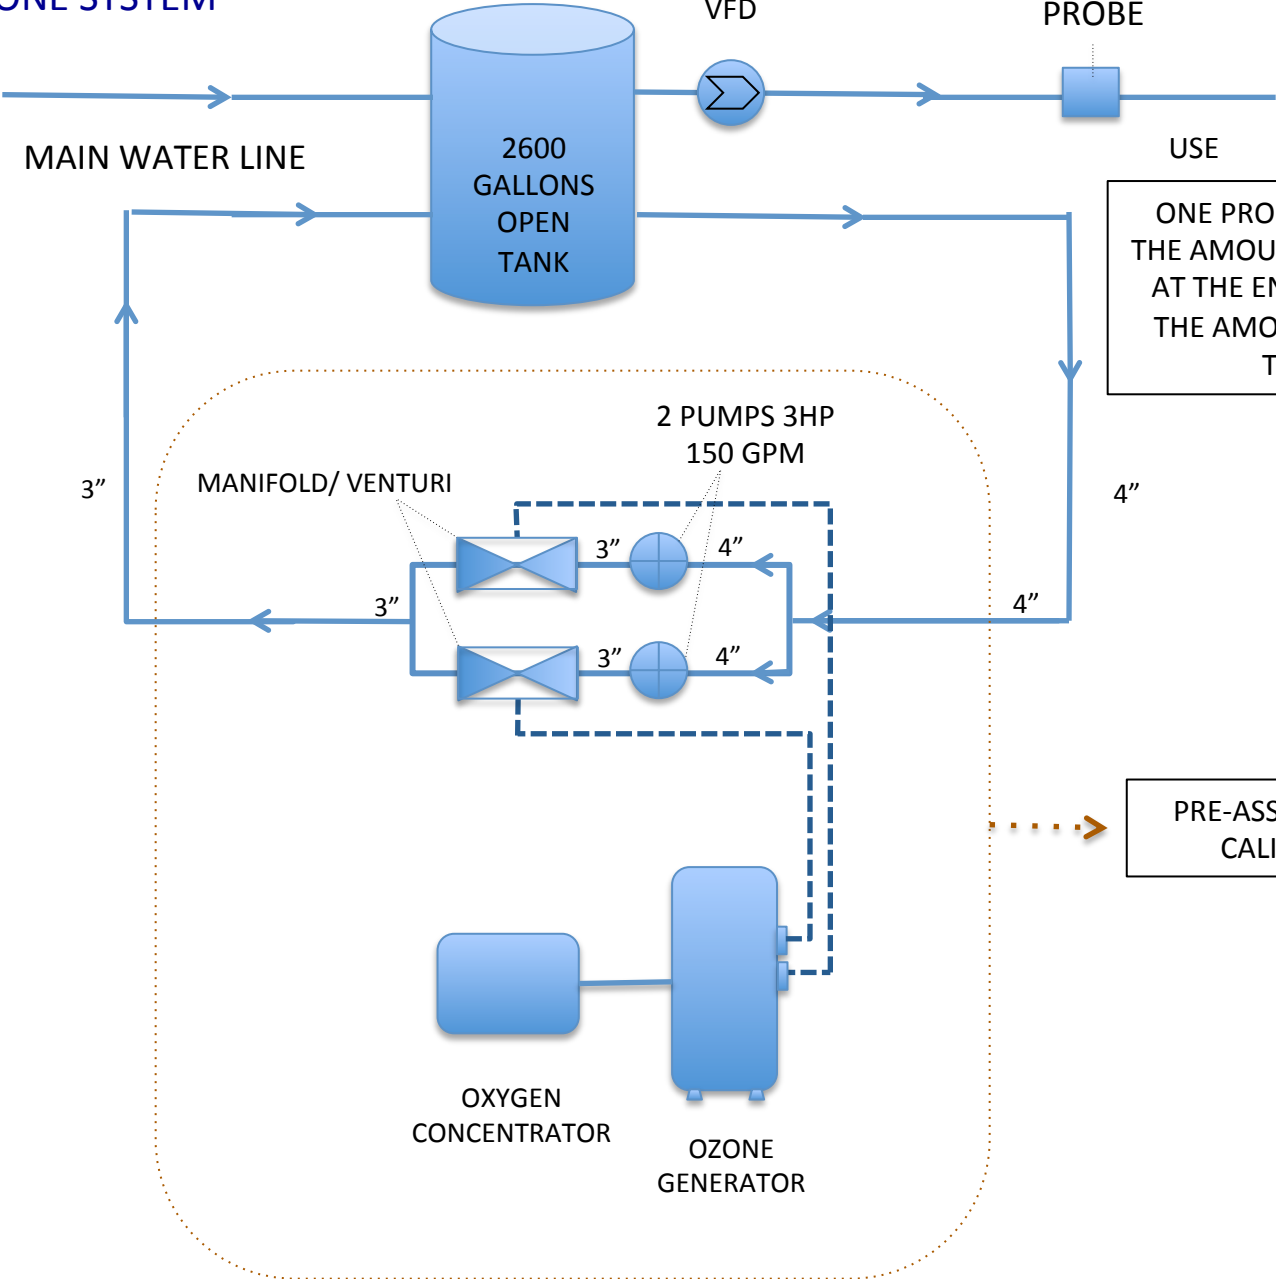 ONE SYSTEM
VFD
PROBE
MAIN WATER LINE
2600
GALLONS
OPEN
TANK
USE
ONE PRO
THE AMOU
AT THE EN
THE AMO
T
2 PUMPS 3HP
150 GPM
MANIFOLD/ VENTURI
3”
4”
3”
4”
3”
4”
3”
4”
PRE-ASS
CALI
OXYGEN
CONCENTRATOR
OZONE
GENERATOR